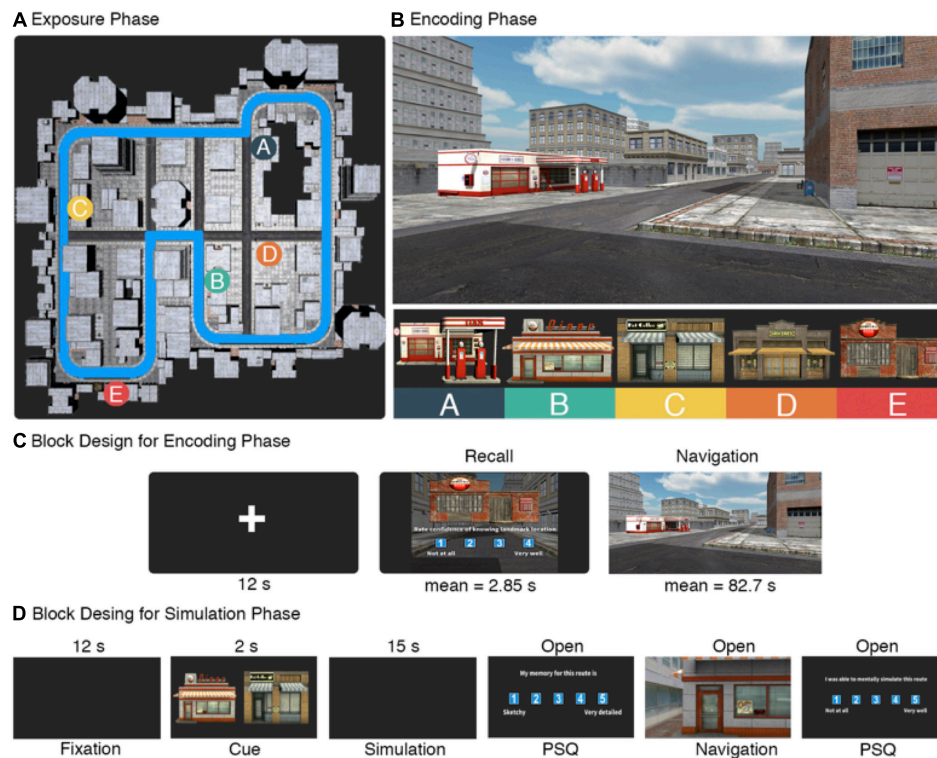 A Exposure Phase
B Encoding Phase
A
C
D
B
E
Diner
A B C D E
C Block Design for Encoding Phase
Recall
Navigation
Rate confidence of knowing landmark location
1 2 3 4
Not at all Very well
12 s
mean = 2.85 s
mean = 82.7 s
D Block Desing for Simulation Phase
12 s
2 s
15 s
Open
Open
Open
My memory for this route is
1 2 3 4 5
Sketchy Very detailed
I was able to mentally simulate this route
1 2 3 4 5
Not at all Very well
Fixation
Cue
Simulation
PSQ
Navigation
PSQ